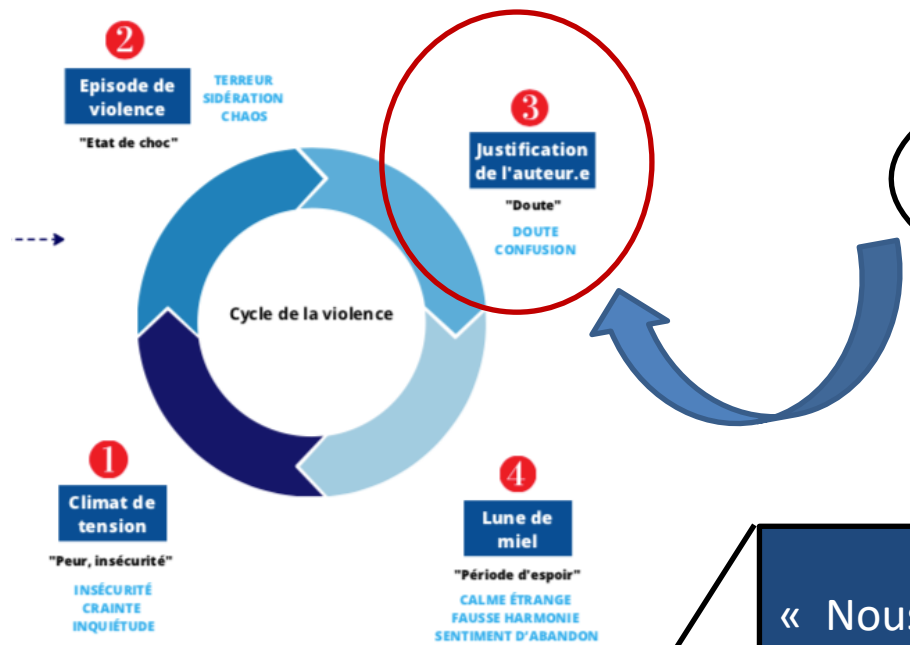 2
Episode de
violence
"Etat de choc"
TERREUR
SIDÉRATION
CHAOS
3
Justification
de l'auteur.e
"Doute"
DOUTE
CONFUSION
Cycle de la violence
1
Climat de
tension
"Peur, insécurité"
INSÉCURITÉ
CRAINTE
INQUIÉTUDE
4
Lune de
miel
"Période d'espoir"
CALME ÉTRANGE
FAUSSE HARMONIE
SENTIMENT D'ABANDON
«